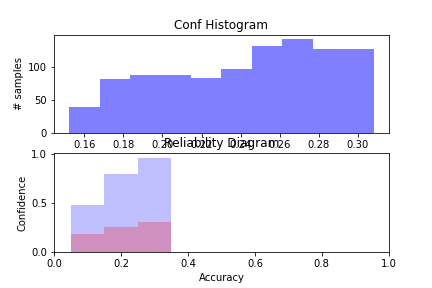 Conf Histogram
# samples
100
50
0
0.16 0.18 0.20 0.22 0.24 0.26 0.28 0.30
Reliability Diagram
Confidence
1.0
0.5
0.0
0.0 0.2 0.4 0.6 0.8 1.0
Accuracy